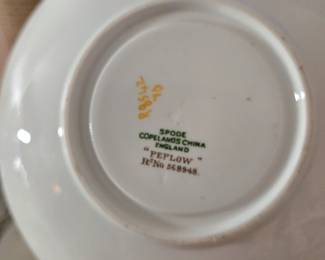 SPODE
COPELANDS CHINA
ENGLAND
"PEPLOW"
Rd No 568948.